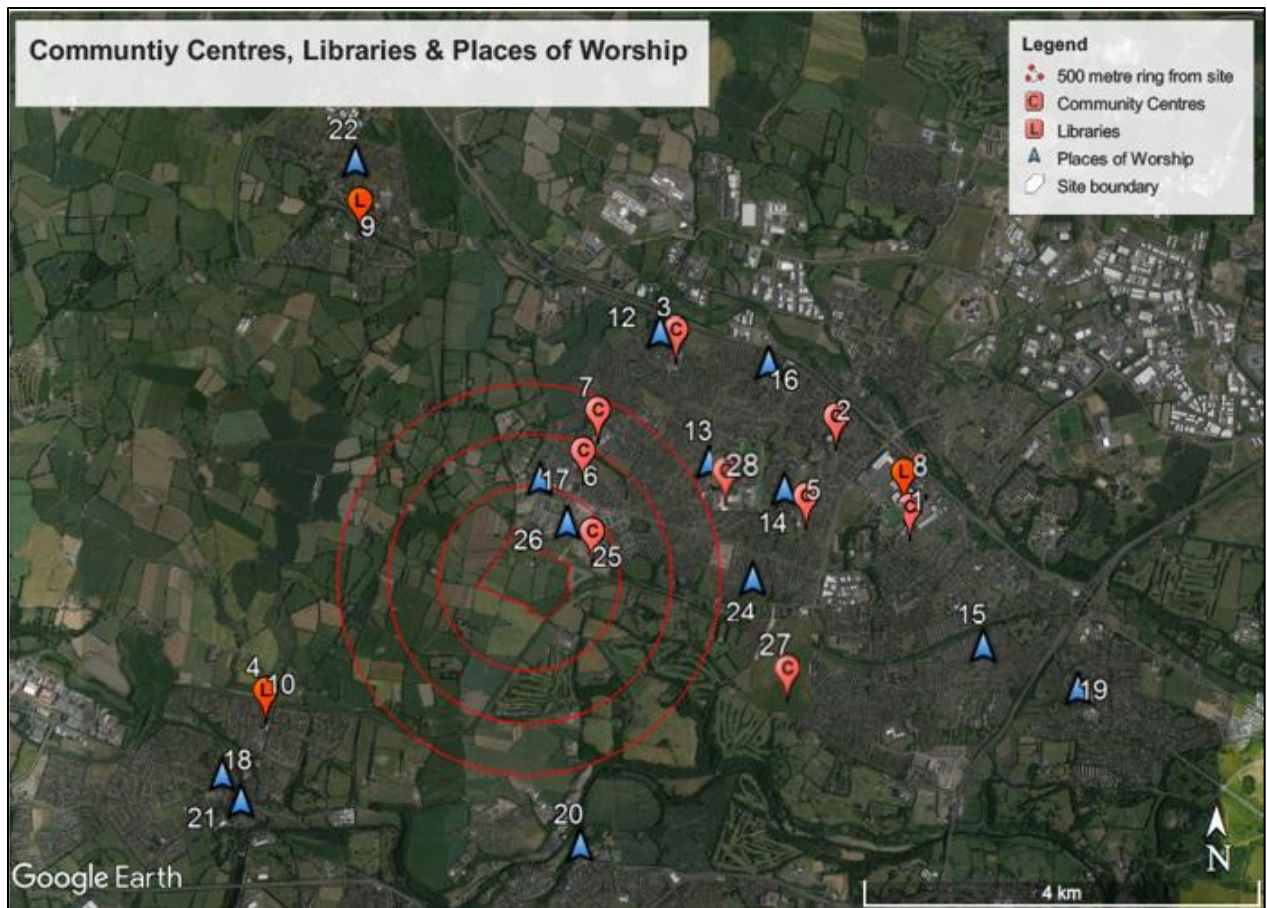 Communtiy Centres, Libraries & Places of Worship
Legend
500 metre ring from site
C Community Centres
L Libraries
Places of Worship
Site boundary
22
L
9
12 3 C
16
7 C
2 C
13
C 6
C 28
L 8
17
14 C 5
C 1
26 C 25
24
15
27 C
19
4 L 10
18
21
20
N
Google Earth
4 km